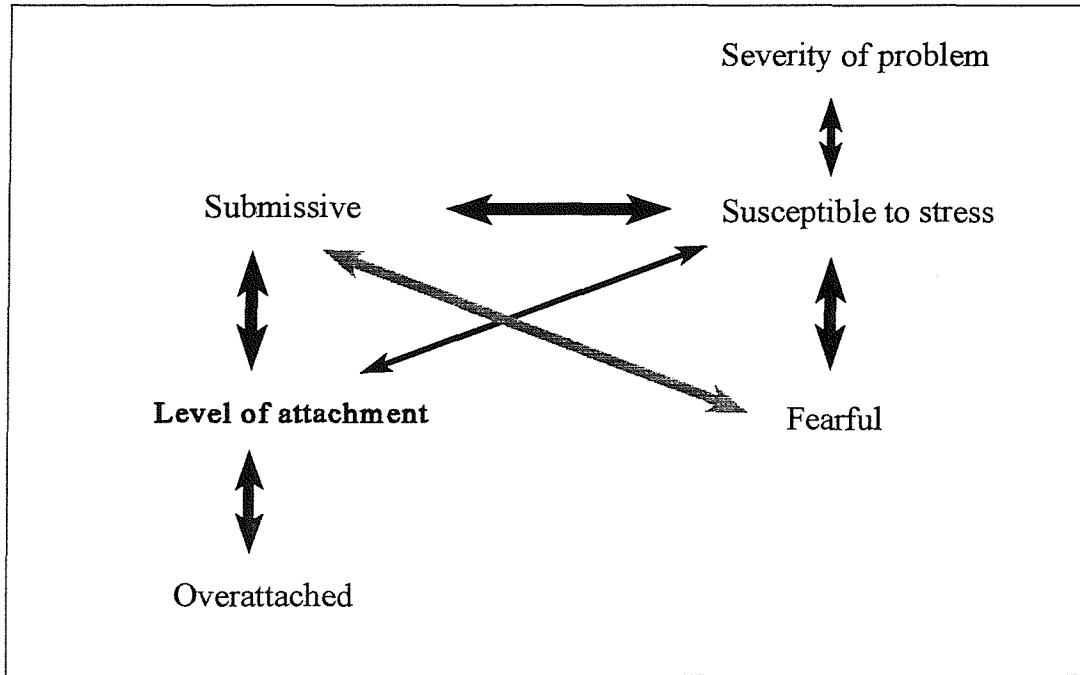 Severity of problem
Submissive
Susceptible to stress
Level of attachment
Fearful
Overattached